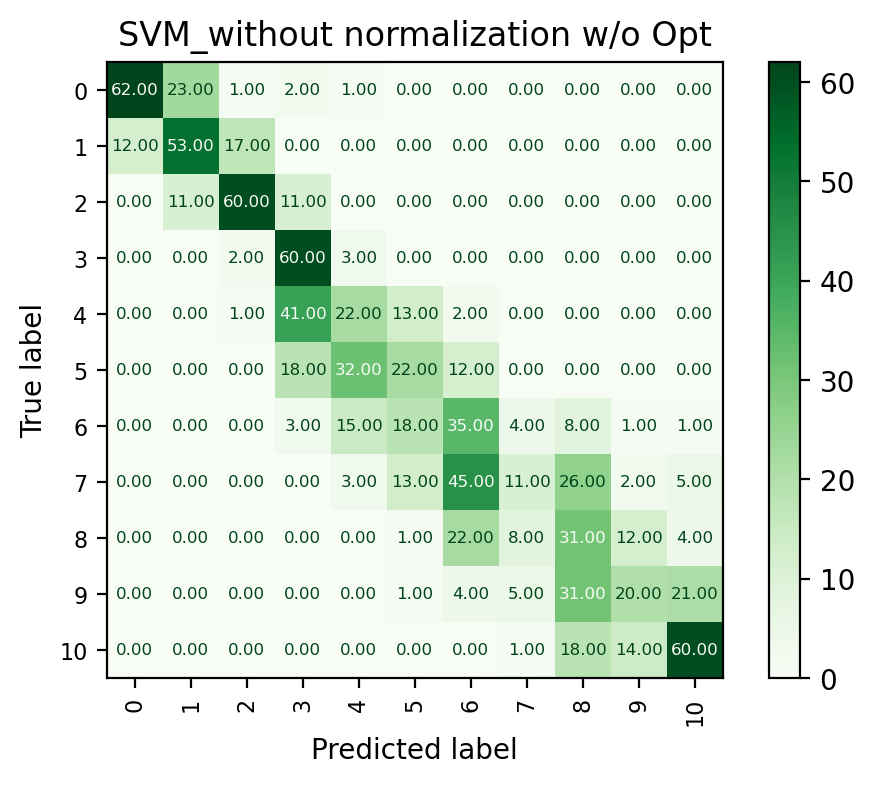 SVM_without normalization w/o Opt
0 62.00 23.00 1.00 2.00 1.00 0.00 0.00 0.00 0.00 0.00 0.00
1 12.00 53.00 17.00 0.00 0.00 0.00 0.00 0.00 0.00 0.00 0.00
2 0.00 11.00 60.00 11.00 0.00 0.00 0.00 0.00 0.00 0.00 0.00
3 0.00 0.00 2.00 60.00 3.00 0.00 0.00 0.00 0.00 0.00 0.00
4 0.00 0.00 1.00 41.00 22.00 13.00 2.00 0.00 0.00 0.00 0.00
5 0.00 0.00 0.00 18.00 32.00 22.00 12.00 0.00 0.00 0.00 0.00
6 0.00 0.00 0.00 3.00 15.00 18.00 35.00 4.00 8.00 1.00 1.00
7 0.00 0.00 0.00 0.00 3.00 13.00 45.00 11.00 26.00 2.00 5.00
8 0.00 0.00 0.00 0.00 0.00 1.00 22.00 8.00 31.00 12.00 4.00
9 0.00 0.00 0.00 0.00 0.00 1.00 4.00 5.00 31.00 20.00 21.00
10 0.00 0.00 0.00 0.00 0.00 0.00 0.00 1.00 18.00 14.00 60.00
0 1 2 3 4 5 6 7 8 9 10
Predicted label
True label
60
50
40
30
20
10
0